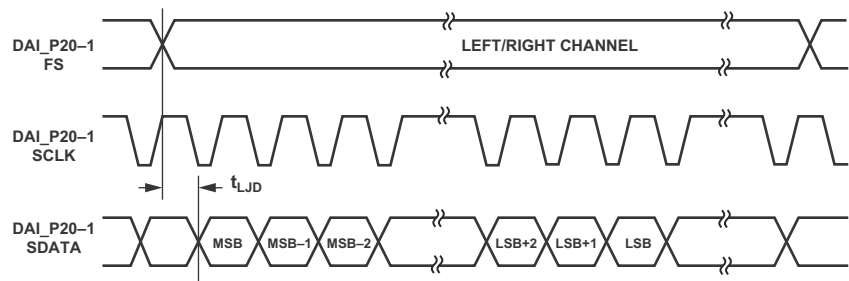 DAI_P20–1
FS
LEFT/RIGHT CHANNEL
DAI_P20–1
SCLK
tLJD
DAI_P20–1
SDATA
MSB
MSB–1
MSB–2
LSB+2
LSB+1
LSB